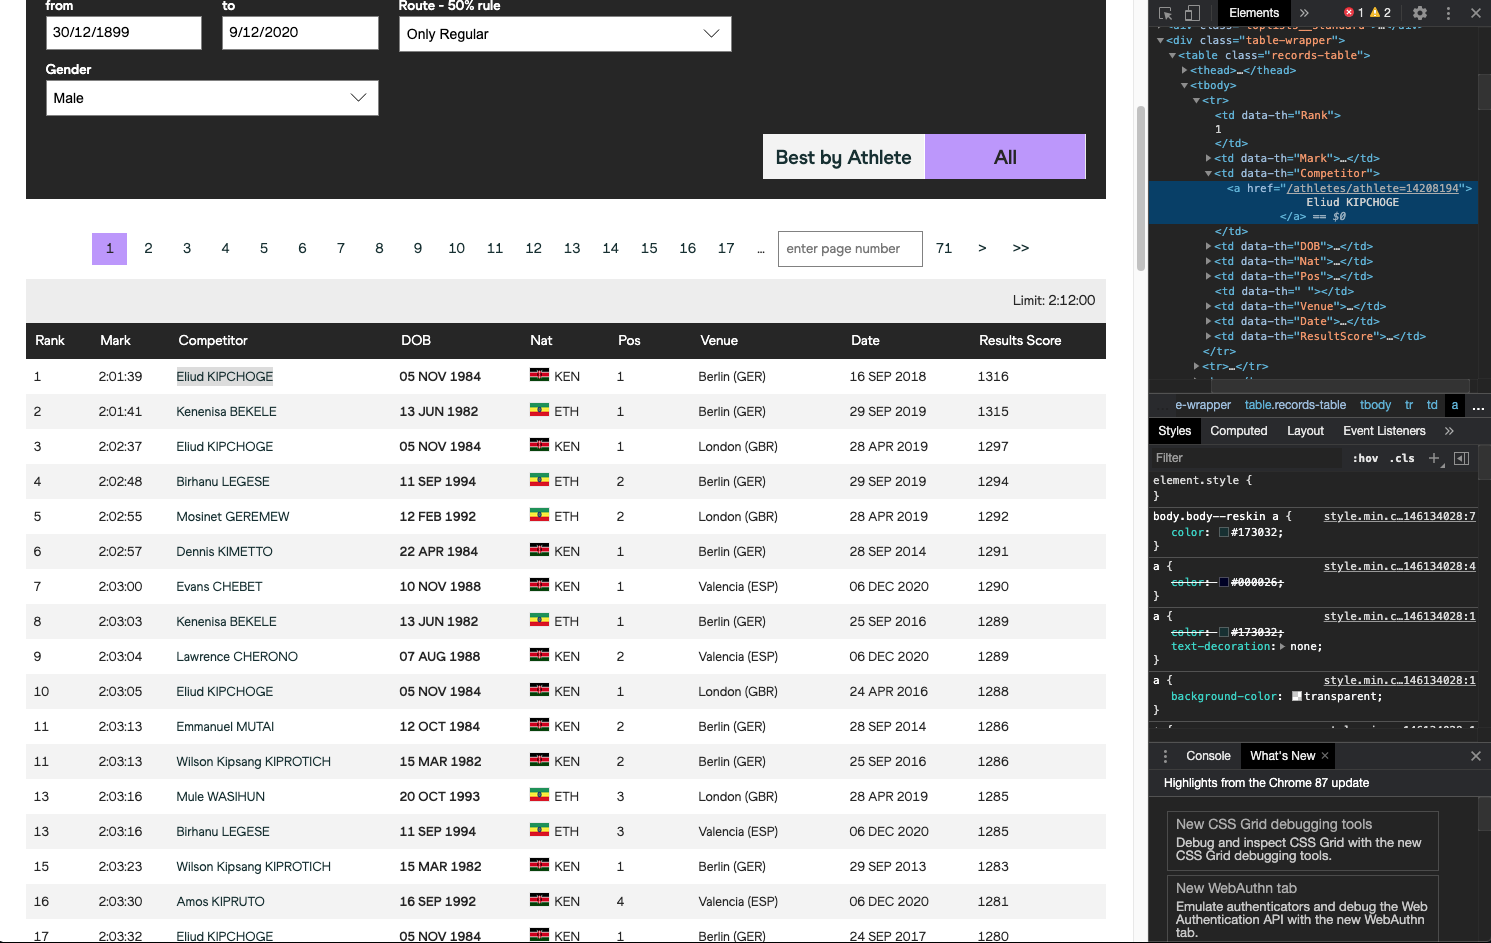 from to Route - 50% rule
30/12/1899 9/12/2020 Only Regular
Gender
Male
Best by Athlete All
1 2 3 4 5 6 7 8 9 10 11 12 13 14 15 16 17 ... enter page number 71 > >>
Limit: 2:12:00
Rank Mark Competitor DOB Nat Pos Venue Date Results Score
1 2:01:39 Eliud KIPCHOGE 05 NOV 1984 KEN 1 Berlin (GER) 16 SEP 2018 1316
2 2:01:41 Kenenisa BEKELE 13 JUN 1982 ETH 1 Berlin (GER) 29 SEP 2019 1315
3 2:02:37 Eliud KIPCHOGE 05 NOV 1984 KEN 1 London (GBR) 28 APR 2019 1297
4 2:02:48 Birhanu LEGESE 11 SEP 1994 ETH 2 Berlin (GER) 29 SEP 2019 1294
5 2:02:55 Mosinet GEREMEW 12 FEB 1992 ETH 2 London (GBR) 28 APR 2019 1292
6 2:02:57 Dennis KIMETTO 22 APR 1984 KEN 1 Berlin (GER) 28 SEP 2014 1291
7 2:03:00 Evans CHEBET 10 NOV 1988 KEN 1 Valencia (ESP) 06 DEC 2020 1290
8 2:03:03 Kenenisa BEKELE 13 JUN 1982 ETH 1 Berlin (GER) 25 SEP 2016 1289
9 2:03:04 Lawrence CHERONO 07 AUG 1988 KEN 2 Valencia (ESP) 06 DEC 2020 1289
10 2:03:05 Eliud KIPCHOGE 05 NOV 1984 KEN 1 London (GBR) 24 APR 2016 1288
11 2:03:13 Emmanuel MUTAI 12 OCT 1984 KEN 2 Berlin (GER) 28 SEP 2014 1286
11 2:03:13 Wilson Kipsang KIPROTICH 15 MAR 1982 KEN 2 Berlin (GER) 25 SEP 2016 1286
13 2:03:16 Mule WASIHUN 20 OCT 1993 ETH 3 London (GBR) 28 APR 2019 1285
13 2:03:16 Birhanu LEGESE 11 SEP 1994 ETH 3 Valencia (ESP) 06 DEC 2020 1285
15 2:03:23 Wilson Kipsang KIPROTICH 15 MAR 1982 KEN 1 Berlin (GER) 29 SEP 2013 1283
16 2:03:30 Amos KIPRUTO 16 SEP 1992 KEN 4 Valencia (ESP) 06 DEC 2020 1281
17 2:03:32 Eliud KIPCHOGE 05 NOV 1984 KEN 1 Berlin (GER) 24 SEP 2017 1280
Elements » 1 2
<div class="table-wrapper">
<table class="records-table">
<thead>…</thead>
<tbody>
<tr>
<td data-th="Rank">
1
</td>
<td data-th="Mark">…</td>
<td data-th="Competitor">
<a href="/athletes/athlete=14208194">
Eliud KIPCHOGE
</a> == $0
</td>
<td data-th="DOB">…</td>
<td data-th="Nat">…</td>
<td data-th="Pos">…</td>
<td data-th=" "></td>
<td data-th="Venue">…</td>
<td data-th="Date">…</td>
<td data-th="ResultScore">…</td>
</tr>
<tr>…</tr>
... e-wrapper table.records-table tbody tr td a ...
Styles Computed Layout Event Listeners »
Filter :hov .cls +
element.style {
}
body.body--reskin a { style.min.c…146134028:7
color: #173032;
}
a { style.min.c…146134028:4
color: #000026;
}
a { style.min.c…146134028:1
color: #173032;
text-decoration: none;
}
a { style.min.c…146134028:1
background-color: transparent;
}
Console What's New ×
Highlights from the Chrome 87 update
New CSS Grid debugging tools
Debug and inspect CSS Grid with the new
CSS Grid debugging tools.
New WebAuthn tab
Emulate authenticators and debug the Web
Authentication API with the new WebAuthn
tab.